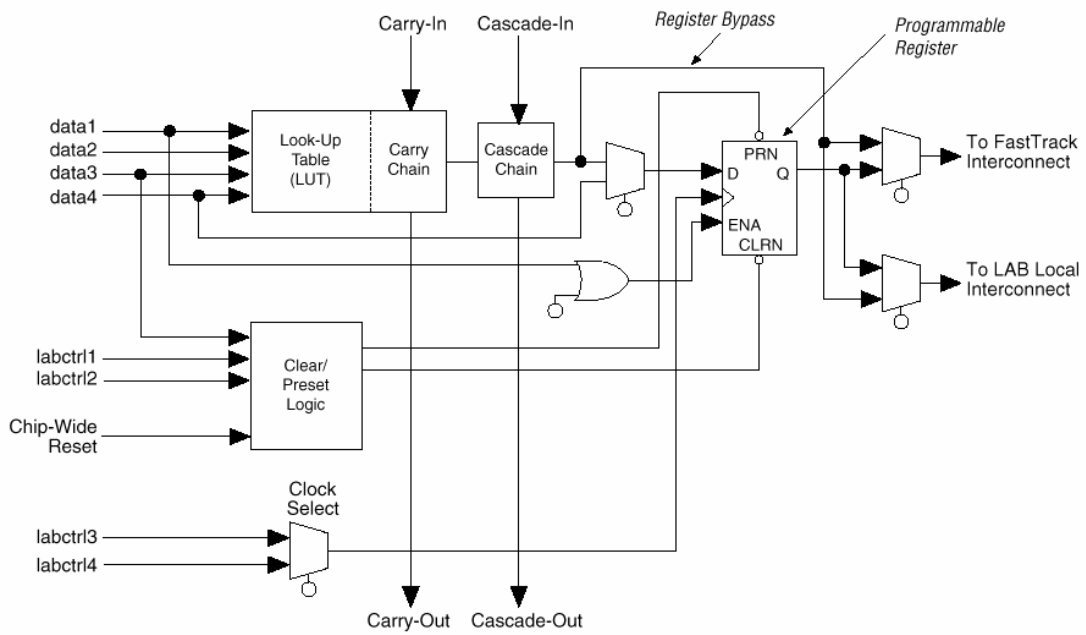 Carry-In
Cascade-In
Register Bypass
Programmable
Register
data1
data2
data3
data4
Look-Up
Table
(LUT)
Carry
Chain
Cascade
Chain
PRN
D
Q
ENA
CLRN
To FastTrack
Interconnect
To LAB Local
Interconnect
labctrl1
labctrl2
Chip-Wide
Reset
Clear/
Preset
Logic
Clock
Select
labctrl3
labctrl4
Carry-Out
Cascade-Out